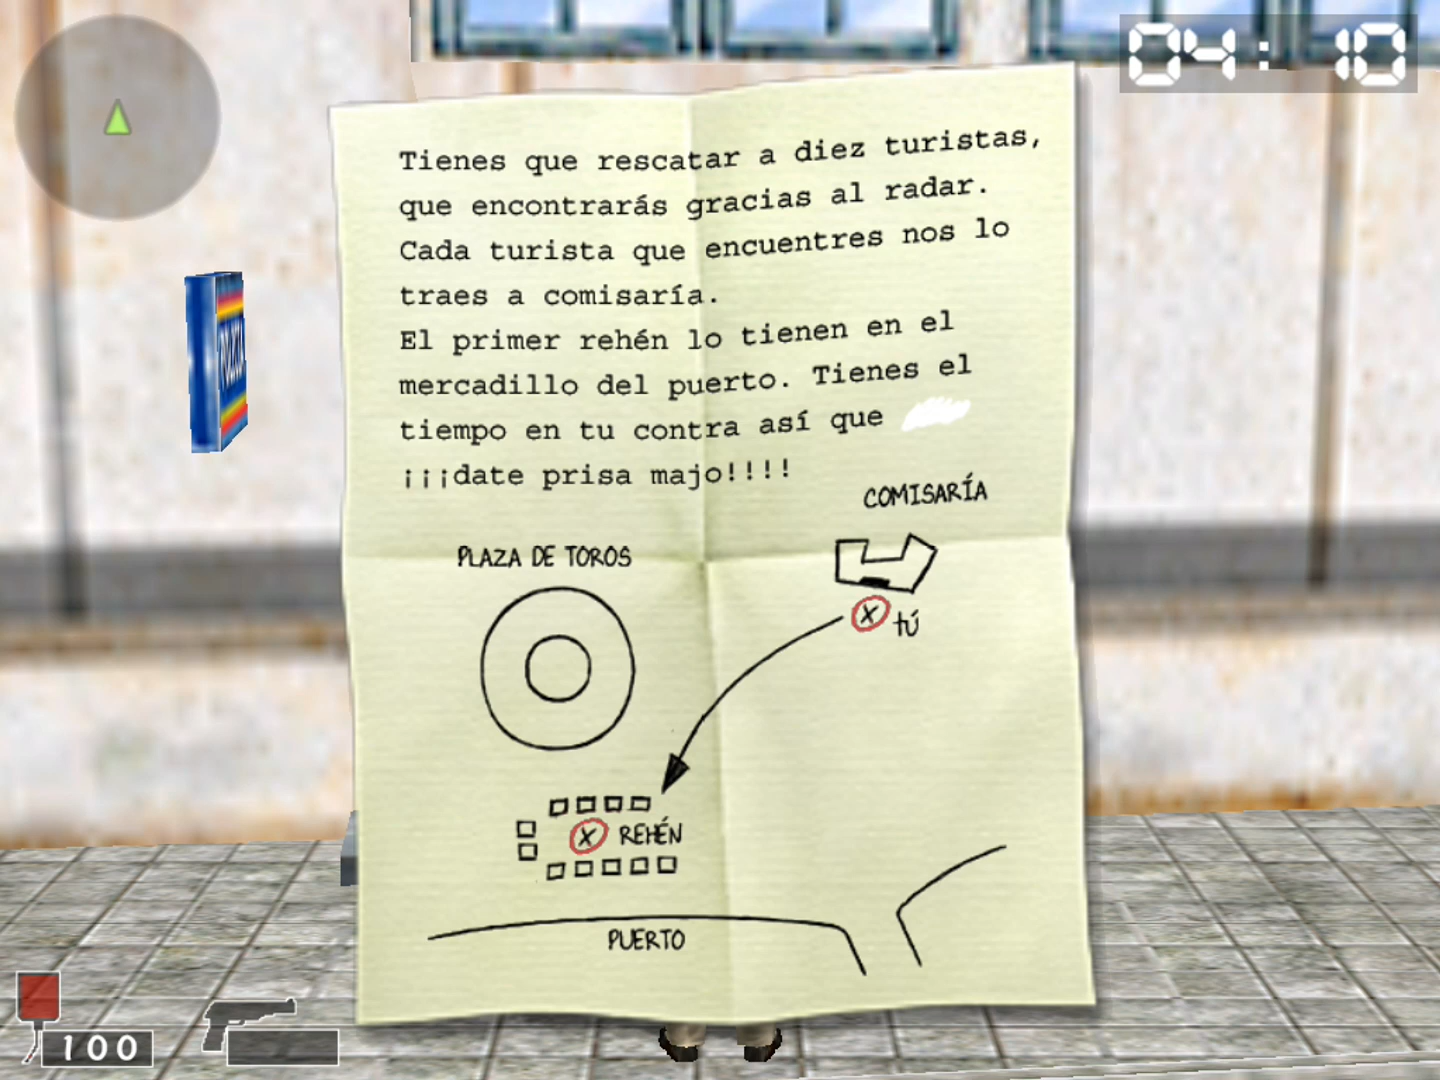 04:10
Tienes que rescatar a diez turistas,
que encontrarás gracias al radar.
Cada turista que encuentres nos lo
traes a comisaría.
El primer rehén lo tienen en el
mercadillo del puerto. Tienes el
tiempo en tu contra así que
¡¡¡date prisa majo!!!!
COMISARÍA
PLAZA DE TOROS
X tú
X REHÉN
PUERTO
100